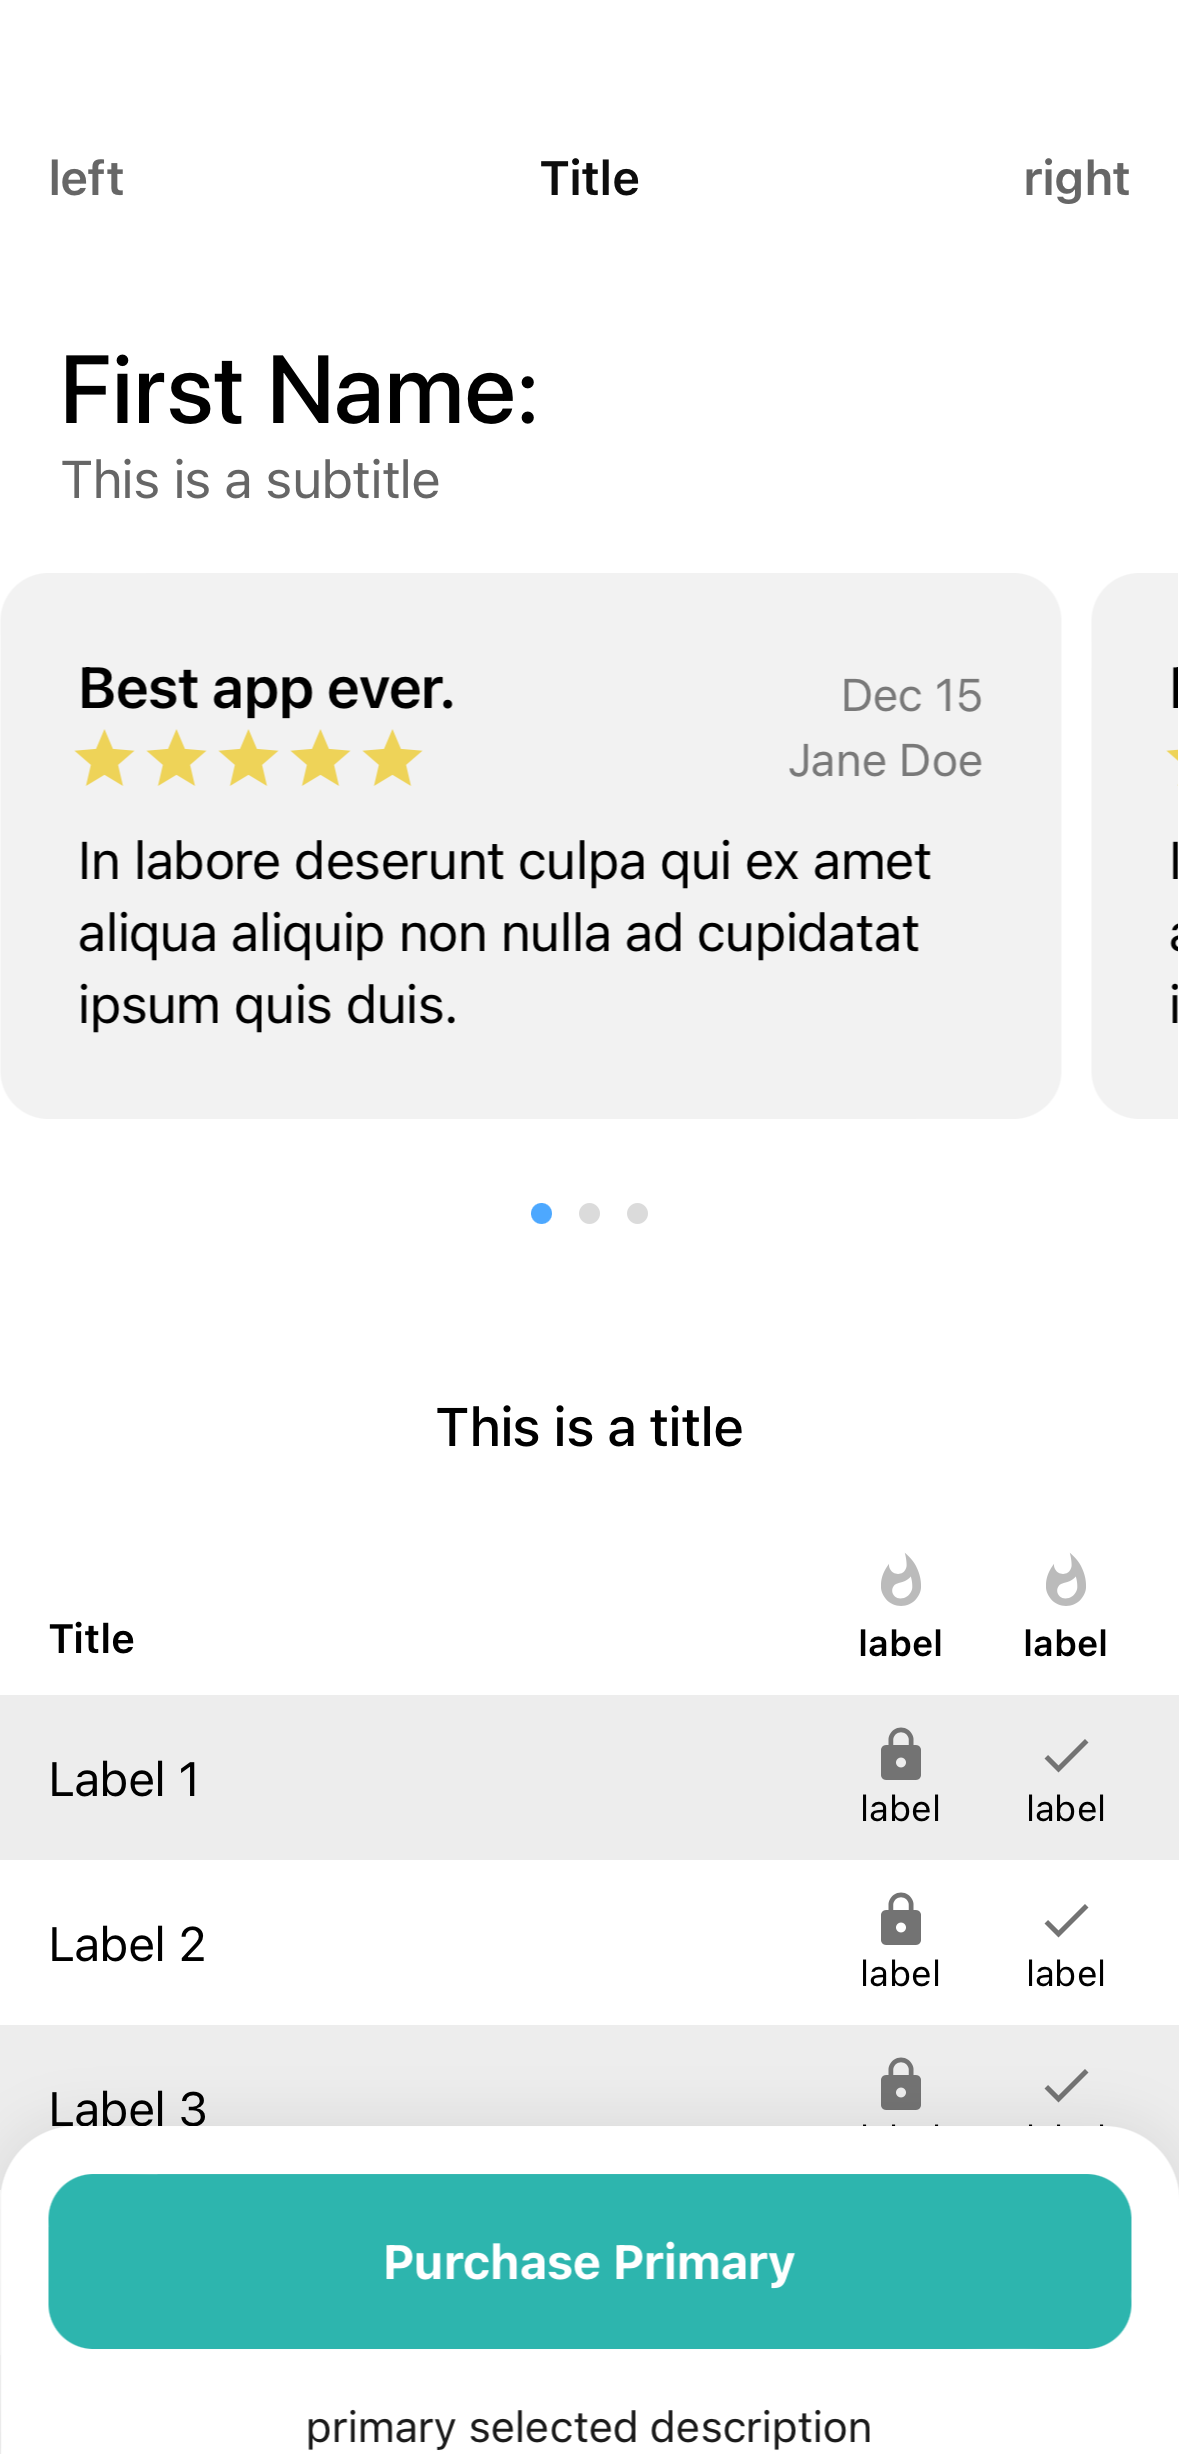 left Title right
First Name:
This is a subtitle
Best app ever.
Dec 15
Jane Doe
In labore deserunt culpa qui ex amet
aliqua aliquip non nulla ad cupidatat
ipsum quis duis.
This is a title
Title label label
Label 1 label label
Label 2 label label
Label 3
Purchase Primary
primary selected description